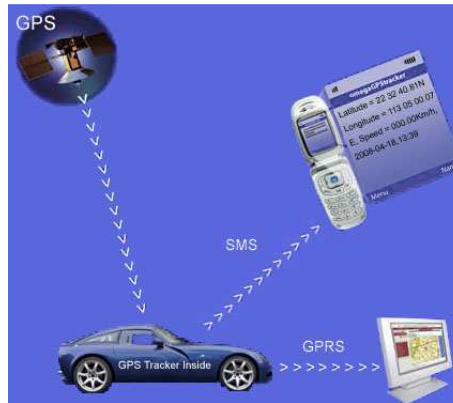 GPS
omegaGPStracker
Latitude = 22 32 40.81N
Longitude = 113 05 00 07
E, Speed = 000.00Km/h,
2008-04-18,13:39
Menu
SMS
GPS Tracker Inside
GPRS